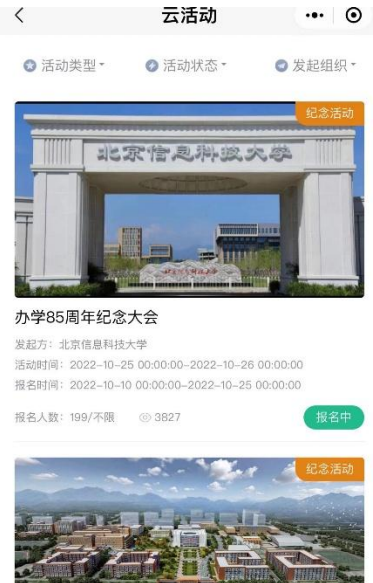 云活动
活动类型
活动状态
发起组织
纪念活动
北京信息科技大学
办学85周年纪念大会
发起方：北京信息科技大学
活动时间：2022-10-25 00:00:00-2022-10-26 00:00:00
报名时间：2022-10-10 00:00:00-2022-10-25 00:00:00
报名人数：199/不限 3827
报名中
纪念活动